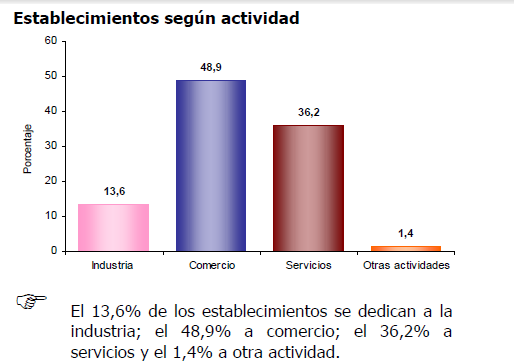 Establecimientos según actividad
60
50
40
30
20
10
0
Porcentaje
13,6
48,9
36,2
1,4
Industria
Comercio
Servicios
Otras actividades
El 13,6% de los establecimientos se dedican a la
industria; el 48,9% a comercio; el 36,2% a
servicios y el 1,4% a otra actividad.